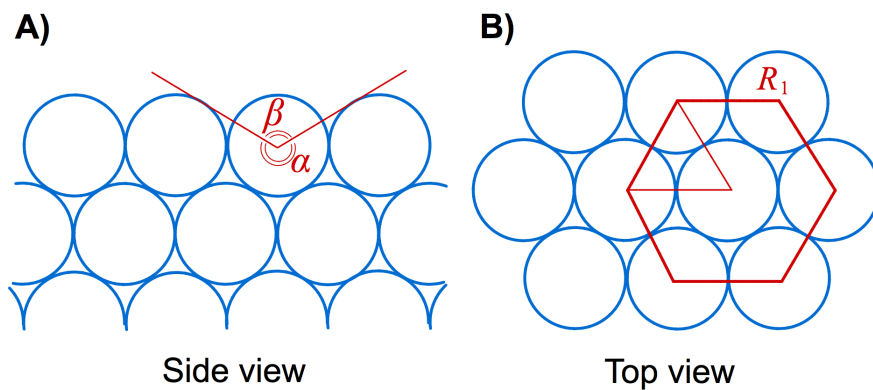 A)
β
α
Side view
B)
R₁
Top view